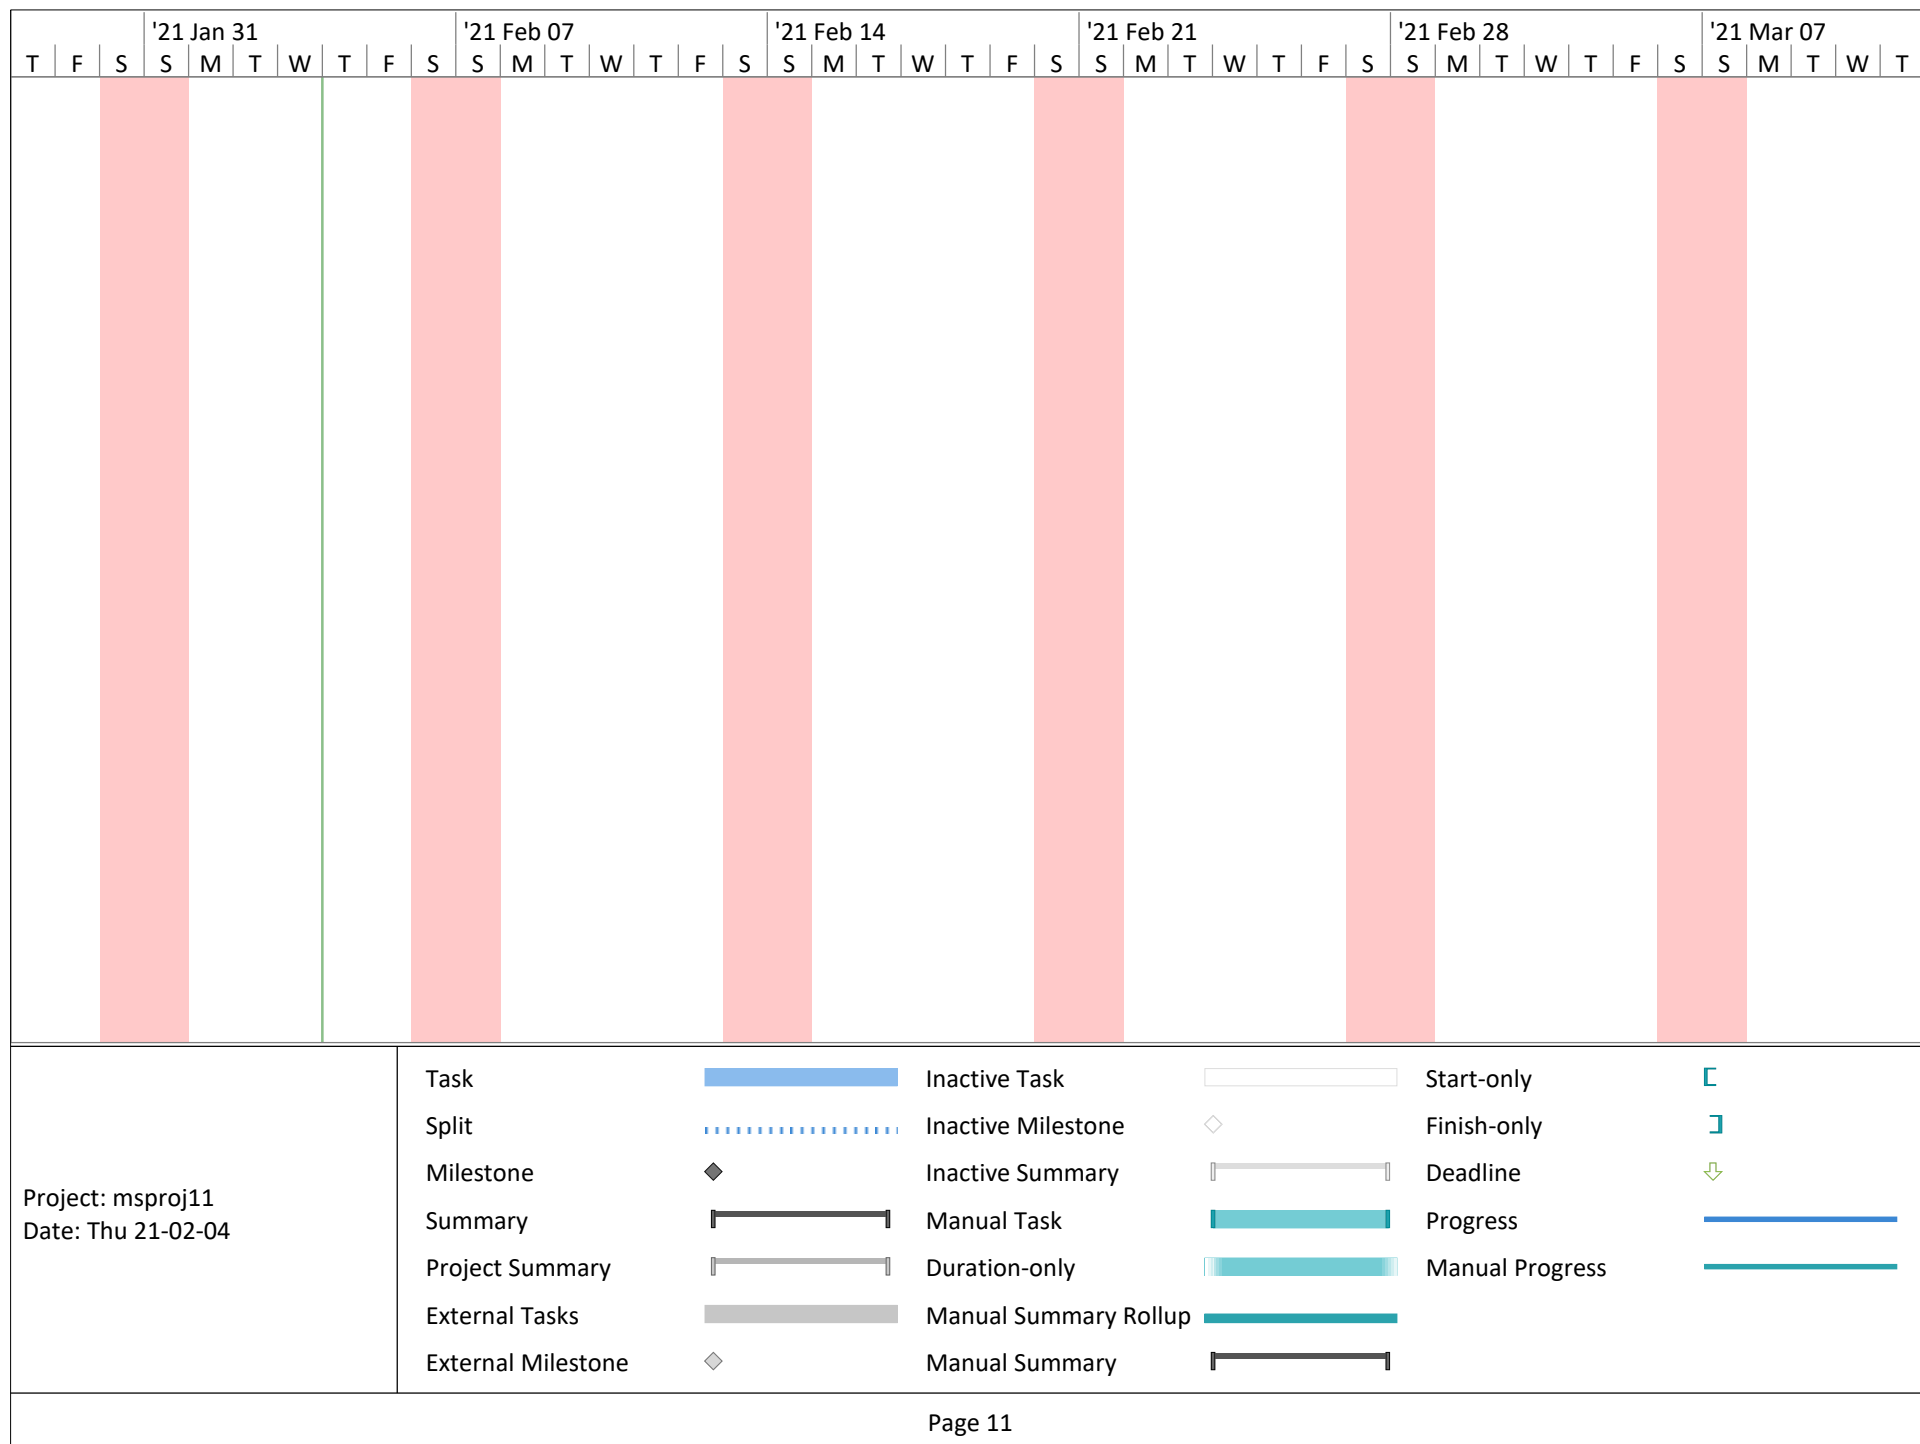 '21 Jan 31 '21 Feb 07 '21 Feb 14 '21 Feb 21 '21 Feb 28 '21 Mar 07
T F S S M T W T F S S M T W T F S S M T W T F S S M T W T F S S M T W T F S S M T W T
Project: msproj11
Date: Thu 21-02-04
Task
Split
Milestone
Summary
Project Summary
External Tasks
External Milestone
Inactive Task
Inactive Milestone
Inactive Summary
Manual Task
Duration-only
Manual Summary Rollup
Manual Summary
Start-only
Finish-only
Deadline
Progress
Manual Progress
Page 11